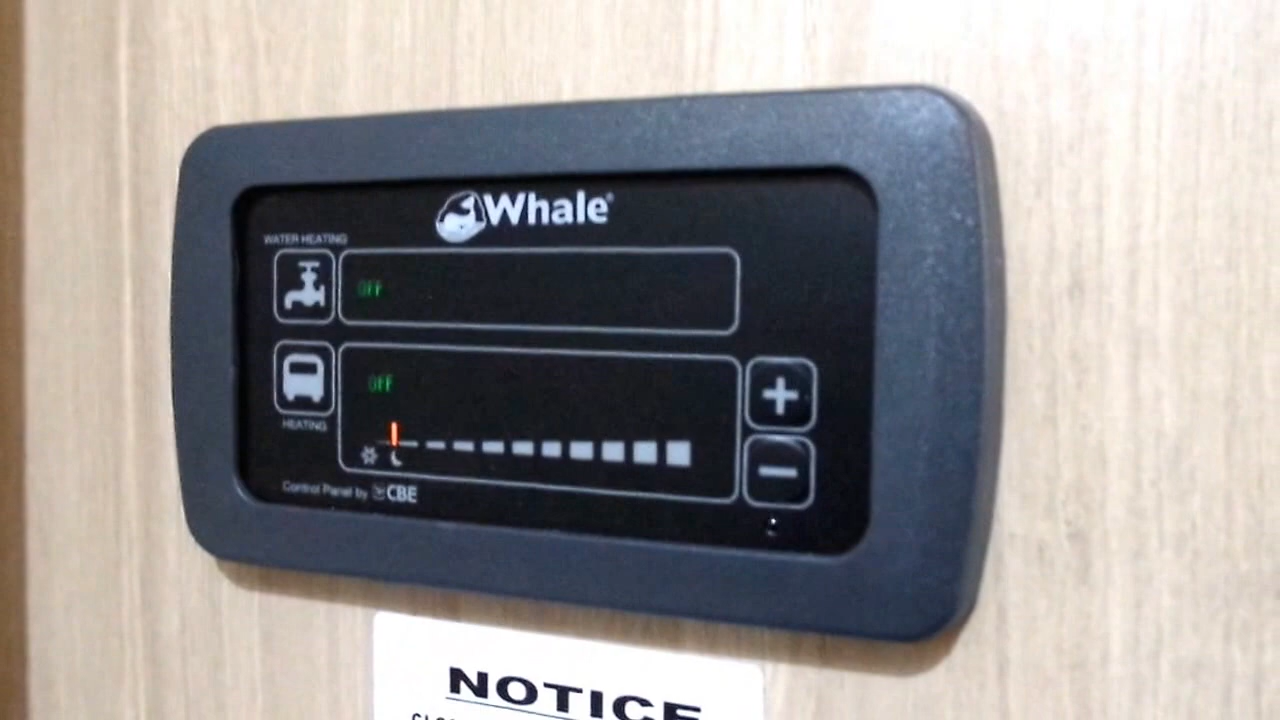 Whale®
WATER HEATING
OFF
OFF
HEATING
Control Panel by CBE
NOTICE